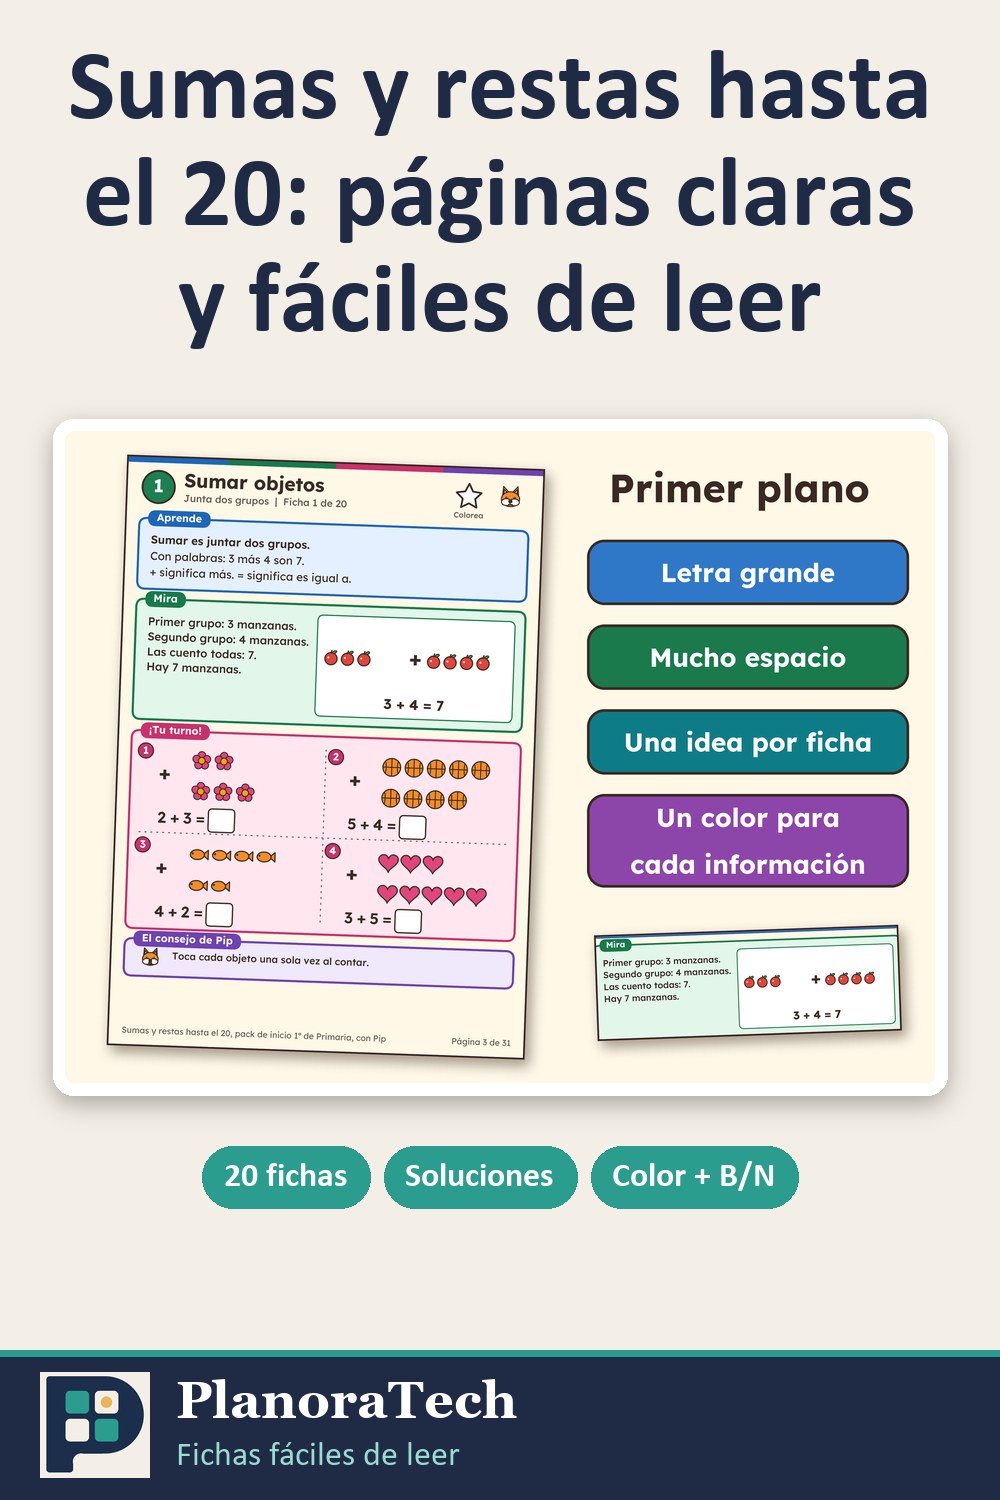 Sumas y restas hasta
el 20: páginas claras
y fáciles de leer
1
Sumar objetos
Junta dos grupos | Ficha 1 de 20
Colorea
Aprende
Sumar es juntar dos grupos.
Con palabras: 3 más 4 son 7.
+ significa más. = significa es igual a.
Mira
Primer grupo: 3 manzanas.
Segundo grupo: 4 manzanas.
Las cuento todas: 7.
Hay 7 manzanas.
+
3 + 4 = 7
¡Tu turno!
1
+
2 + 3 =
2
+
5 + 4 =
3
+
4 + 2 =
4
+
3 + 5 =
El consejo de Pip
Toca cada objeto una sola vez al contar.
Sumas y restas hasta el 20, pack de inicio 1º de Primaria, con Pip
Página 3 de 31
Primer plano
Letra grande
Mucho espacio
Una idea por ficha
Un color para
cada información
Mira
Primer grupo: 3 manzanas.
Segundo grupo: 4 manzanas.
Las cuento todas: 7.
Hay 7 manzanas.
+
3 + 4 = 7
20 fichas
Soluciones
Color + B/N
PlanoraTech
Fichas fáciles de leer